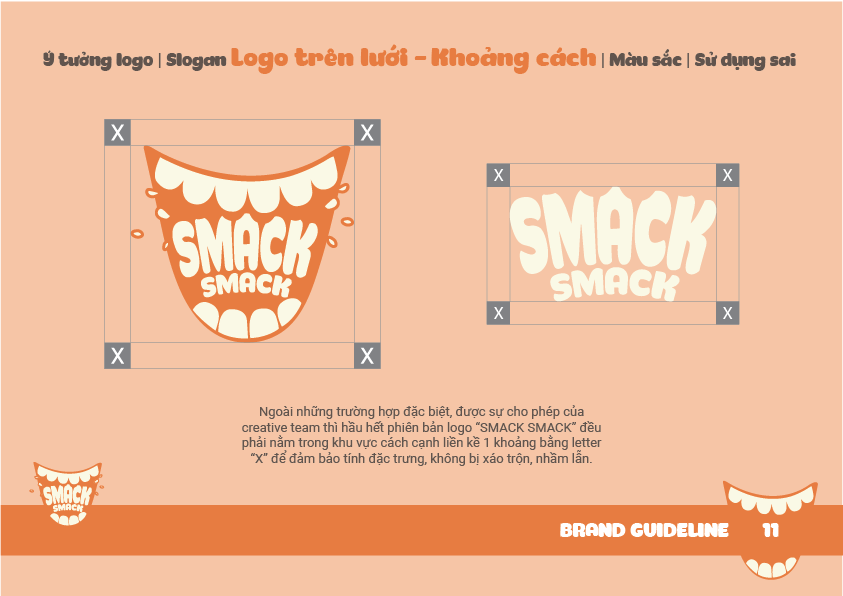 Ý tưởng logo | Slogan Logo trên lưới - Khoảng cách | Màu sắc | Sử dụng sai
X X
SMACK
SMACK
X X
X X
SMACK
SMACK
X X
Ngoài những trường hợp đặc biệt, được sự cho phép của
creative team thì hầu hết phiên bản logo “SMACK SMACK” đều
phải nằm trong khu vực cách cạnh liền kề 1 khoảng bằng letter
“X” để đảm bảo tính đặc trưng, không bị xáo trộn, nhầm lẫn.
SMACK
SMACK
BRAND GUIDELINE 11